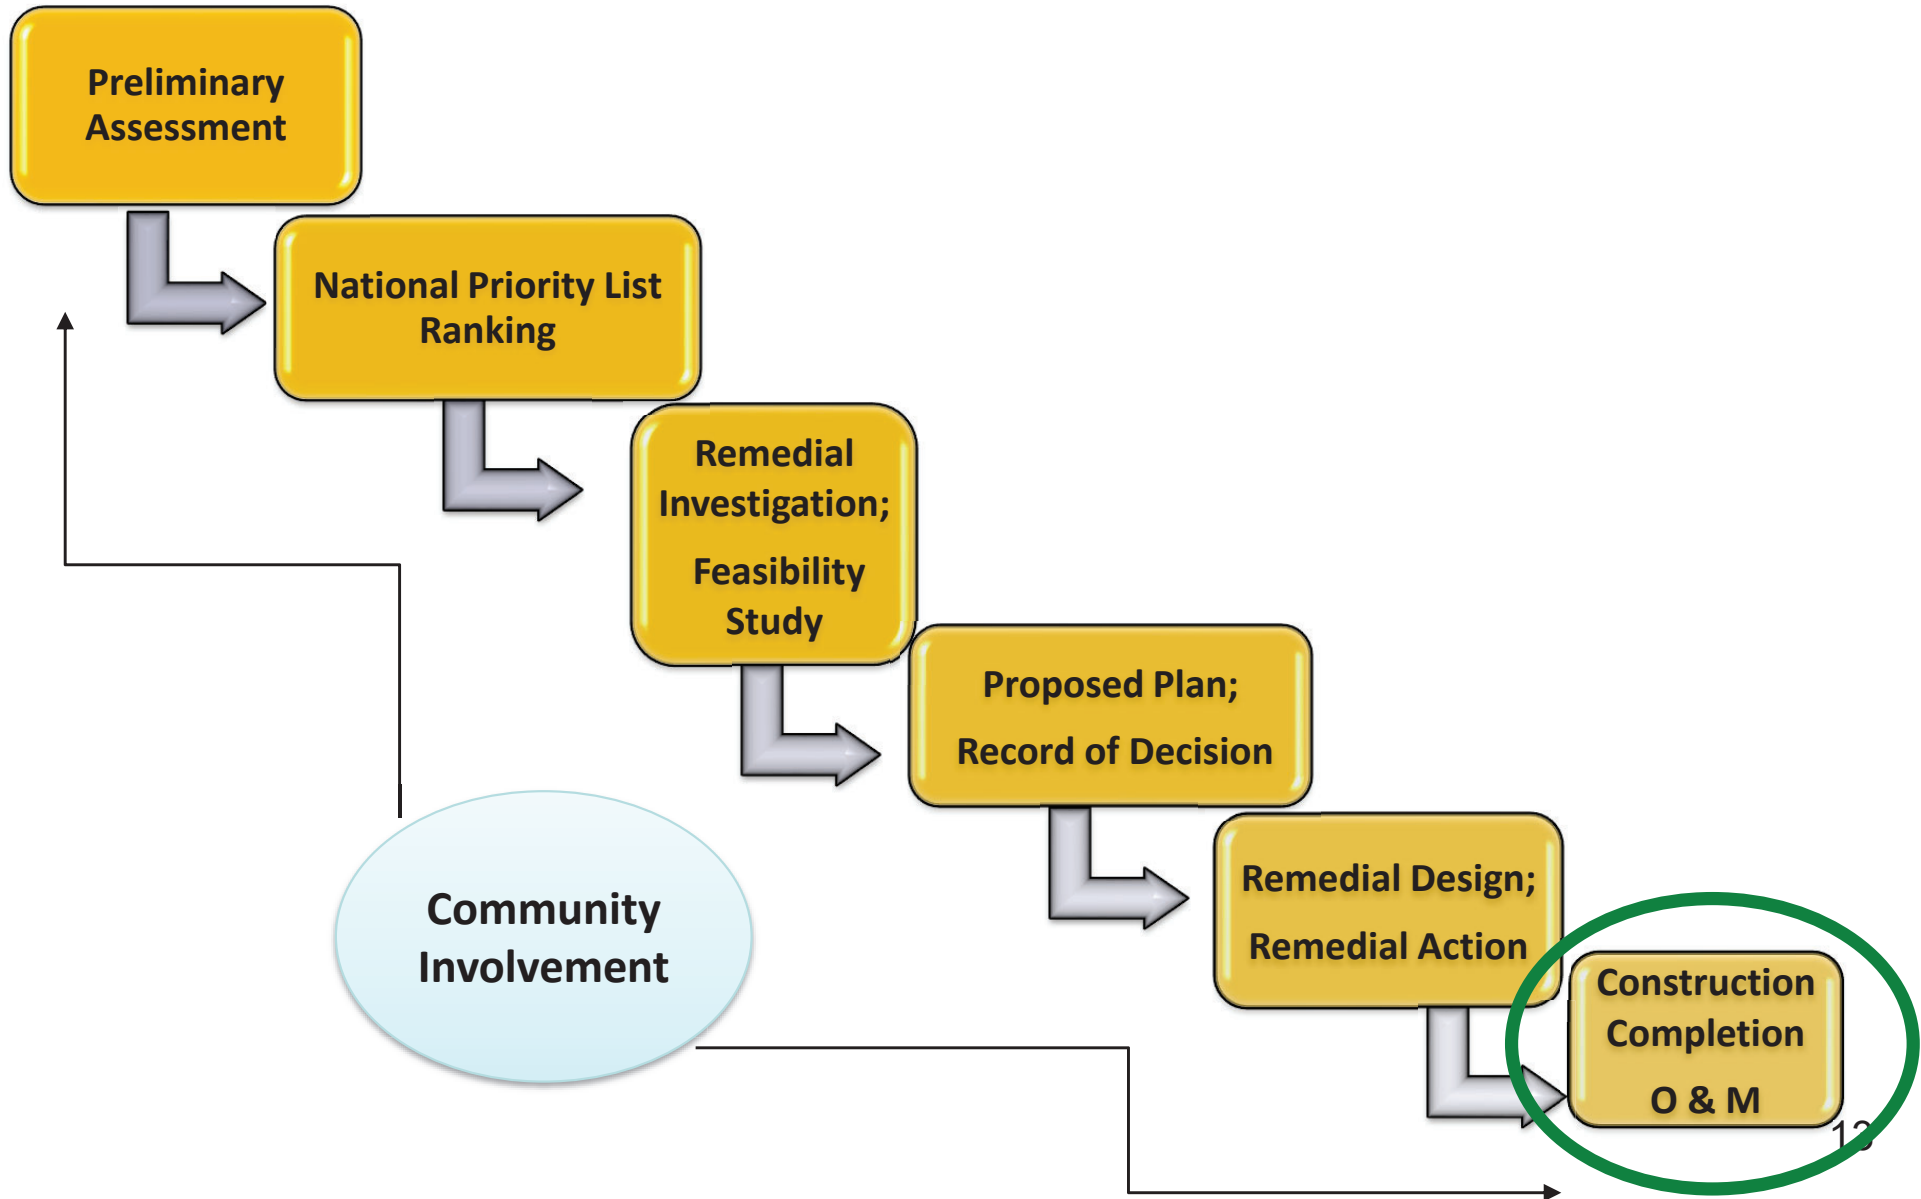 Preliminary
Assessment
National Priority List
Ranking
Remedial
Investigation;
Feasibility
Study
Proposed Plan;
Record of Decision
Remedial Design;
Remedial Action
Community
Involvement
Construction
Completion
O & M
13